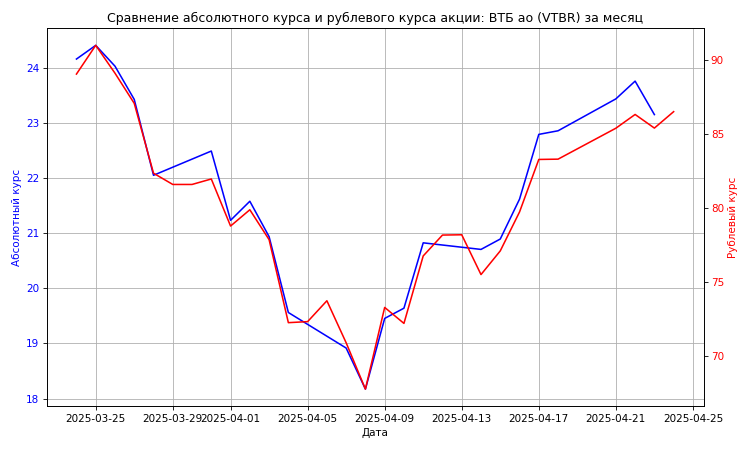 Сравнение абсолютного курса и рублевого курса акции: ВТБ ао (VTBR) за месяц
24
23
22
21
20
19
18
Абсолютный курс
90
85
80
75
70
Рублевый курс
2025-03-25 2025-03-29 2025-04-01 2025-04-05 2025-04-09 2025-04-13 2025-04-17 2025-04-21 2025-04-25
Дата